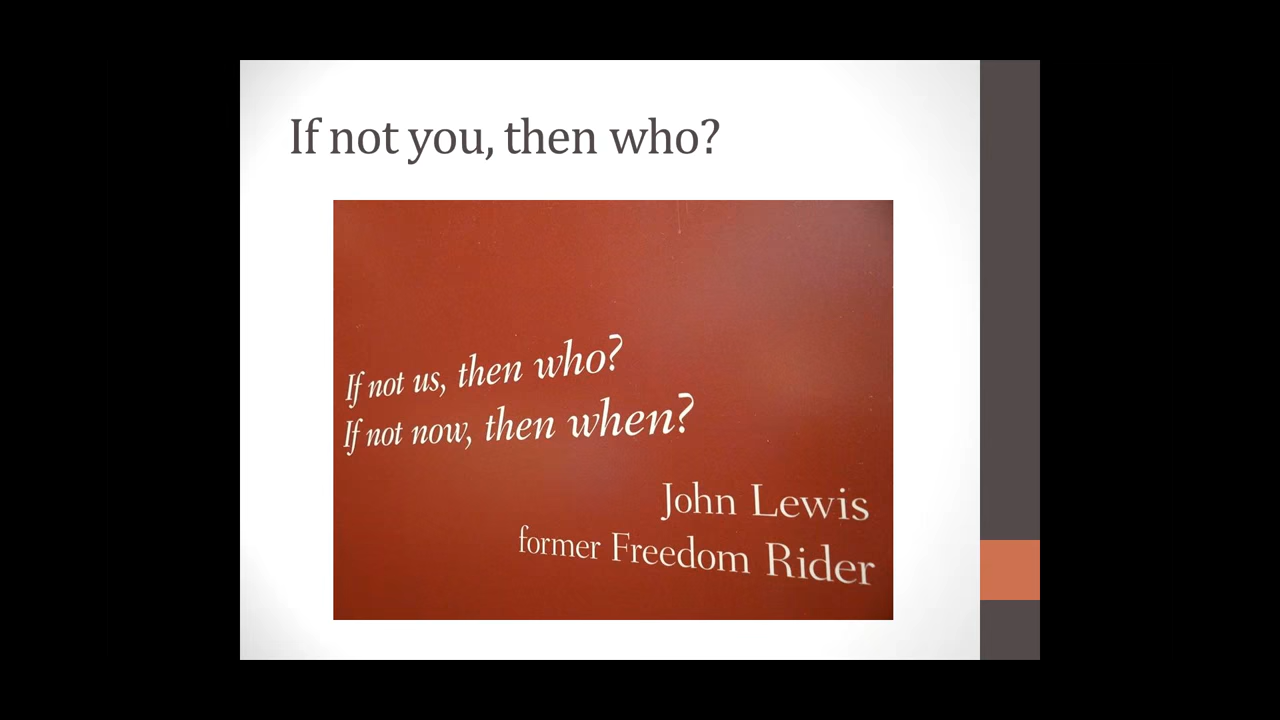 If not you, then who?
If not us, then who?
If not now, then when?
John Lewis
former Freedom Rider